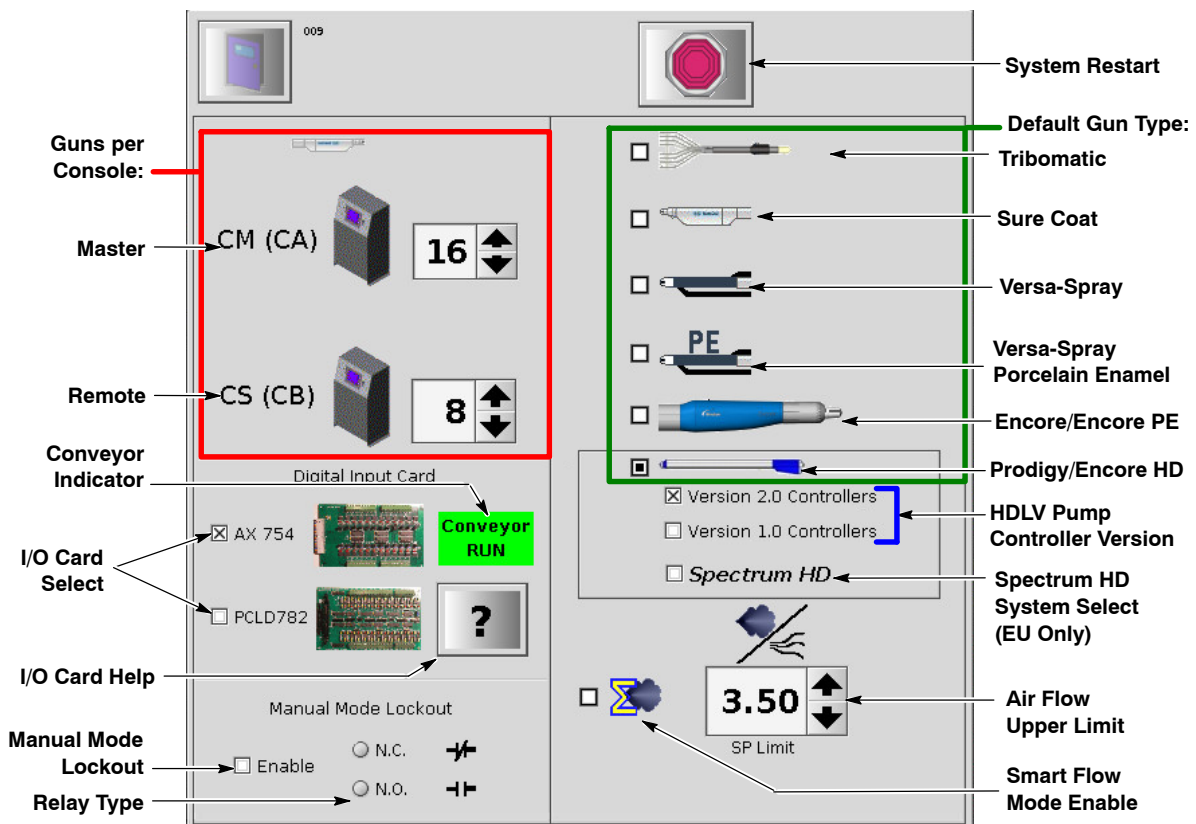 009
System Restart
Guns per
Console:
Default Gun Type:
Tribomatic
Sure Coat
CM (CA)
16
Master
Versa-Spray
PE
Versa-Spray
Porcelain Enamel
Remote
CS (CB)
8
Encore/Encore PE
Conveyor
Indicator
Digital Input Card
Prodigy/Encore HD
Version 2.0 Controllers
Version 1.0 Controllers
HDLV Pump
Controller Version
AX 754
Conveyor
RUN
I/O Card
Select
Spectrum HD
Spectrum HD
System Select
(EU Only)
PCLD782
?
I/O Card Help
3.50
SP Limit
Air Flow
Upper Limit
Manual Mode Lockout
Manual Mode
Lockout
Enable
N.C.
N.O.
Relay Type
Smart Flow
Mode Enable